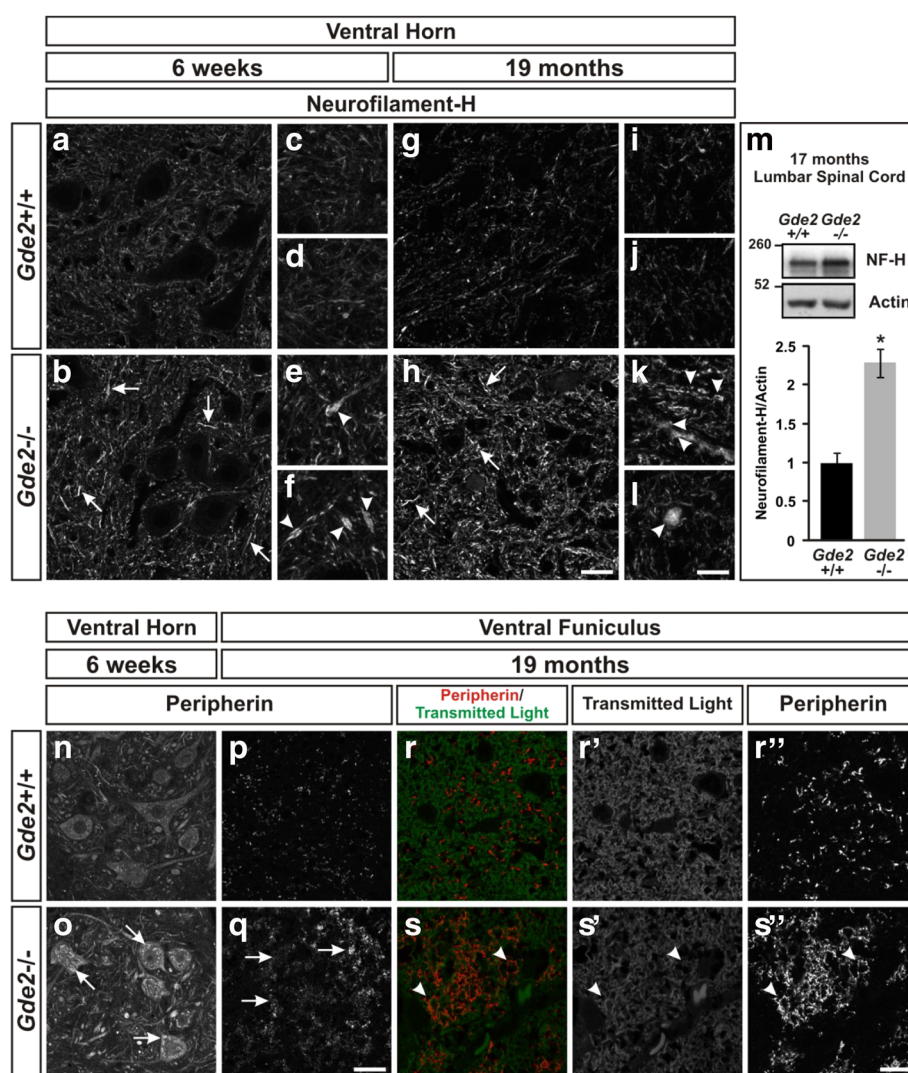 Ventral Horn
6 weeks
19 months
Neurofilament-H
Gde2+/+
a
c
g
i
d
j
Gde2-/-
b
e
h
k
f
l
m
17 months
Lumbar Spinal Cord
Gde2 Gde2
+/+ -/-
260
NF-H
52
Actin
Neurofilament-H/Actin
2.5
*
2
1
1
0.5
0
Gde2 Gde2
+/+ -/-
Ventral Horn
Ventral Funiculus
6 weeks
19 months
Peripherin
Peripherin/
Transmitted Light
Transmitted Light
Peripherin
Gde2+/+
n
p
r
r'
r''
Gde2-/-
o
q
s
s'
s''